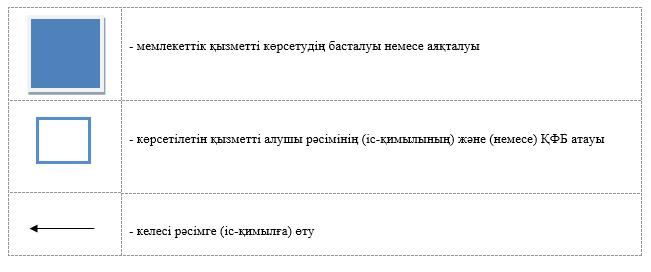 - мемлекеттік қызметті көрсетудің басталуы немесе аяқталуы
- көрсетілетін қызметті алушы рәсімінің (іс-қимылының) және (немесе) ҚФБ атауы
- келесі рәсімге (іс-қимылға) өту